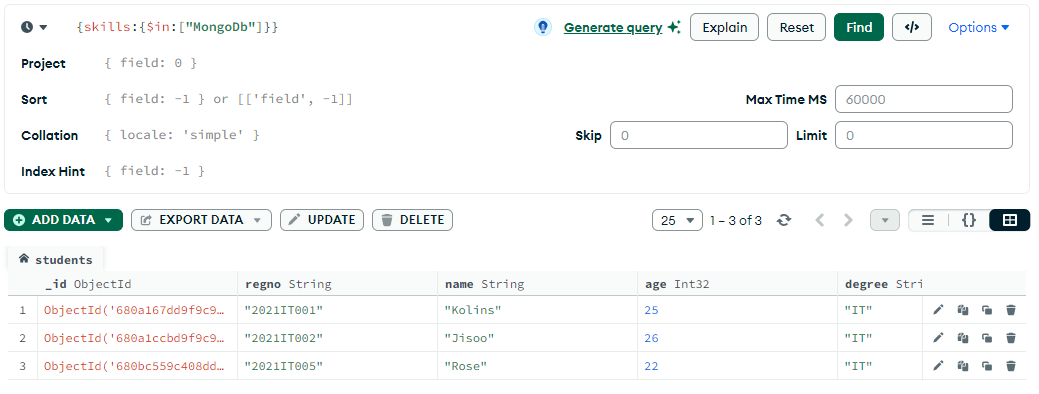 {skills:{$in:["MongoDb"]}} Generate query Explain Reset Find </> Options
Project { field: 0 }
Sort { field: -1 } or [['field', -1]] Max Time MS 60000
Collation { locale: 'simple' } Skip 0 Limit 0
Index Hint { field: -1 }
ADD DATA EXPORT DATA UPDATE DELETE 25 1 – 3 of 3 {}
students
_id ObjectId regno String name String age Int32 degree Stri
1 ObjectId('680a167dd9f9c9… "2021IT001" "Kolins" 25 "IT"
2 ObjectId('680a1ccbd9f9c9… "2021IT002" "Jisoo" 26 "IT"
3 ObjectId('680bc559c408dd… "2021IT005" "Rose" 22 "IT"